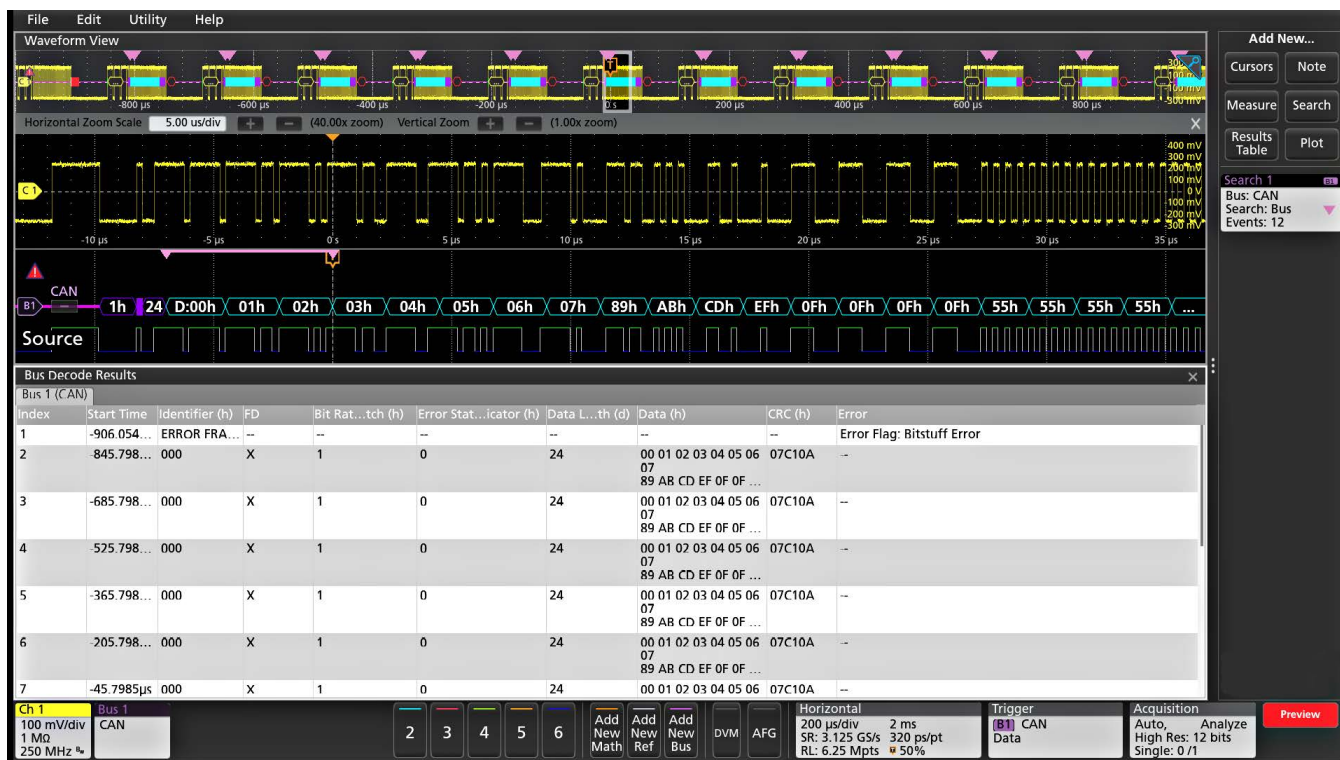 File Edit Utility Help
Waveform View
-800 µs -600 µs -400 µs -200 µs 0 s 200 µs 400 µs 600 µs 800 µs
Horizontal Zoom Scale 5.00 us/div + − (40.00x zoom) Vertical Zoom + − (1.00x zoom) X
400 mV
300 mV
200 mV
100 mV
0 V
-200 mV
-300 mV
C 1
-10 µs -5 µs 0 s 5 µs 10 µs 15 µs 20 µs 25 µs 30 µs 35 µs
CAN
B1 1h 24 D:00h 01h 02h 03h 04h 05h 06h 07h 89h ABh CDh EFh 0Fh 0Fh 0Fh 0Fh 55h 55h 55h 55h ...
Source
Bus Decode Results
Bus 1 (CAN)
Index Start Time Identifier (h) FD Bit Rat...tch (h) Error Stat...icator (h) Data L...th (d) Data (h) CRC (h) Error
1 -906.054... ERROR FRA... -- -- -- -- -- -- Error Flag: Bitstuff Error
2 -845.798... 000 X 1 0 24 00 01 02 03 04 05 06 07C10A --
07
89 AB CD EF 0F 0F ...
3 -685.798... 000 X 1 0 24 00 01 02 03 04 05 06 07C10A --
07
89 AB CD EF 0F 0F ...
4 -525.798... 000 X 1 0 24 00 01 02 03 04 05 06 07C10A --
07
89 AB CD EF 0F 0F ...
5 -365.798... 000 X 1 0 24 00 01 02 03 04 05 06 07C10A --
07
89 AB CD EF 0F 0F ...
6 -205.798... 000 X 1 0 24 00 01 02 03 04 05 06 07C10A --
07
89 AB CD EF 0F 0F ...
7 -45.7985µs 000 X 1 0 24 00 01 02 03 04 05 06 07C10A --
Add New...
Cursors Note
Measure Search
Results
Table
Plot
Search 1 B1
Bus: CAN
Search: Bus
Events: 12
Ch 1
100 mV/div
1 MΩ
250 MHz
Bus 1
CAN
2 3 4 5 6
Add
New
Math
Add
New
Ref
Add
New
Bus
DVM AFG
Horizontal
200 µs/div 2 ms
SR: 3.125 GS/s 320 ps/pt
RL: 6.25 Mpts 50%
Trigger
B1 CAN
Data
Acquisition
Auto, Analyze
High Res: 12 bits
Single: 0 /1
Preview